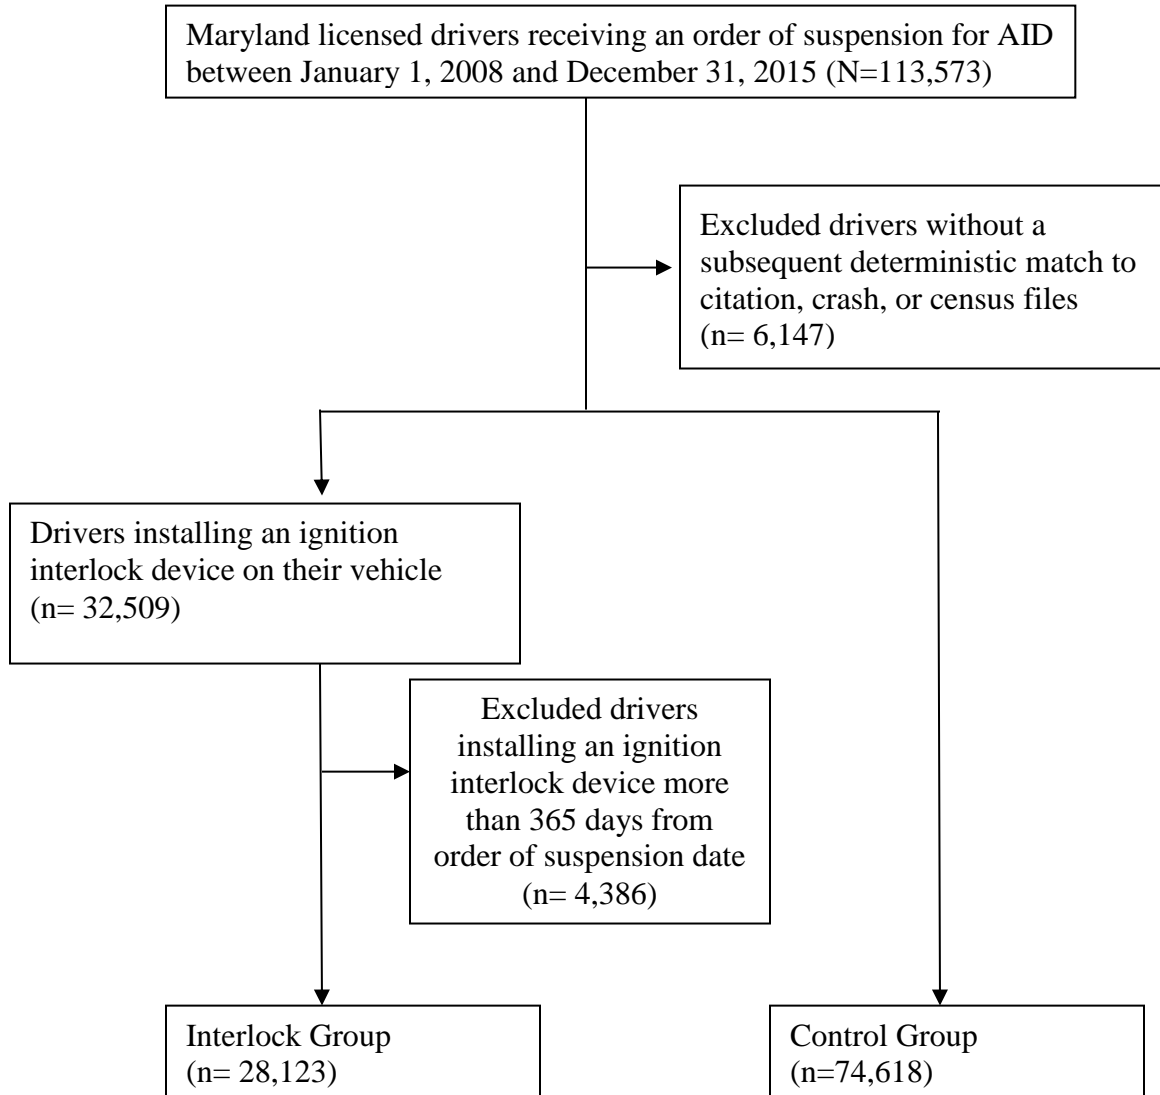 Maryland licensed drivers receiving an order of suspension for AID
between January 1, 2008 and December 31, 2015 (N=113,573)
Excluded drivers without a
subsequent deterministic match to
citation, crash, or census files
(n= 6,147)
Drivers installing an ignition
interlock device on their vehicle
(n= 32,509)
Excluded drivers
installing an ignition
interlock device more
than 365 days from
order of suspension date
(n= 4,386)
Interlock Group
(n= 28,123)
Control Group
(n=74,618)